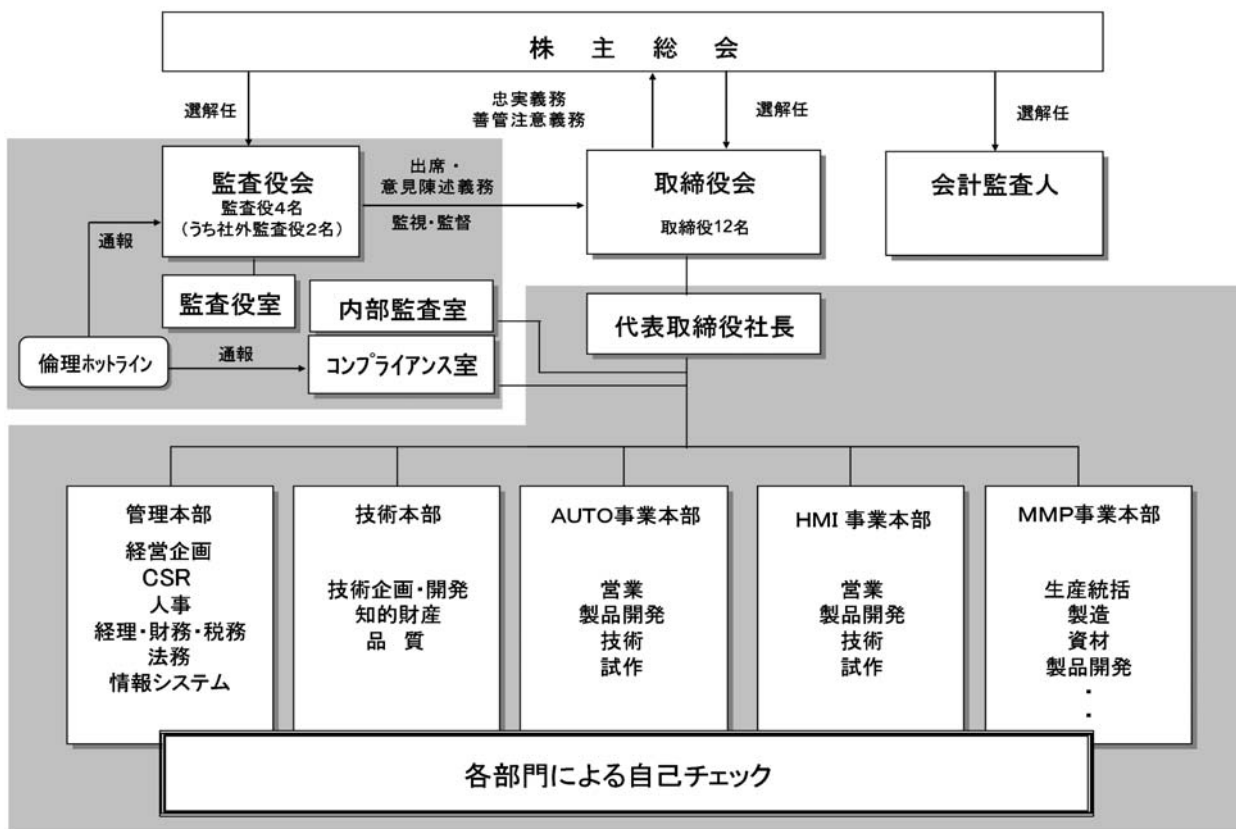 株主総会
選解任
忠実義務
善管注意義務
選解任
選解任
監査役会
監査役4名
(うち社外監査役2名)
出席・
意見陳述義務
監視・監督
取締役会
取締役12名
会計監査人
通報
監査役室
内部監査室
代表取締役社長
倫理ホットライン
通報
コンプライアンス室
管理本部
経営企画
CSR
人事
経理・財務・税務
法務
情報システム
技術本部
技術企画・開発
知的財産
品 質
AUTO事業本部
営業
製品開発
技術
試作
HMI 事業本部
営業
製品開発
技術
試作
MMP事業本部
生産統括
製造
資材
製品開発
・
・
各部門による自己チェック